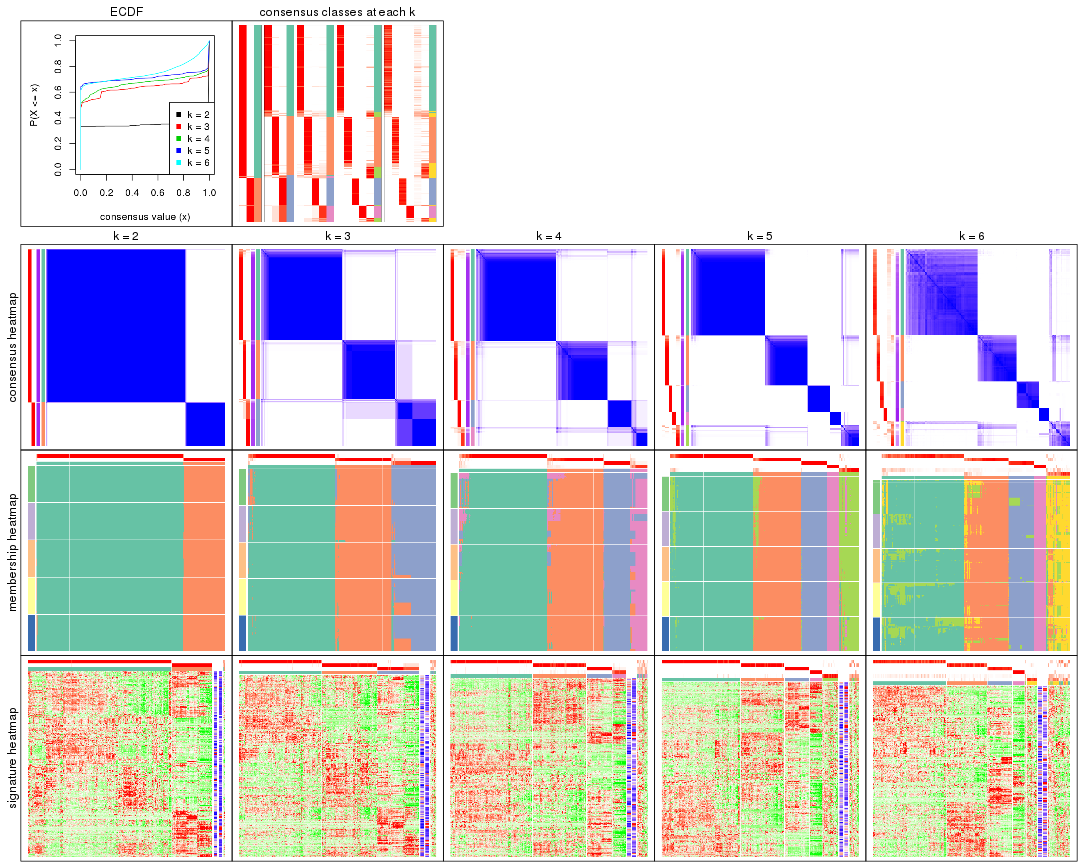 ECDF
consensus classes at each k
P(X <= x)
1.0
0.8
0.6
0.4
0.2
0.0
k = 2
k = 3
k = 4
k = 5
k = 6
0.0 0.2 0.4 0.6 0.8 1.0
consensus value (x)
k = 2
k = 3
k = 4
k = 5
k = 6
consensus heatmap
membership heatmap
signature heatmap